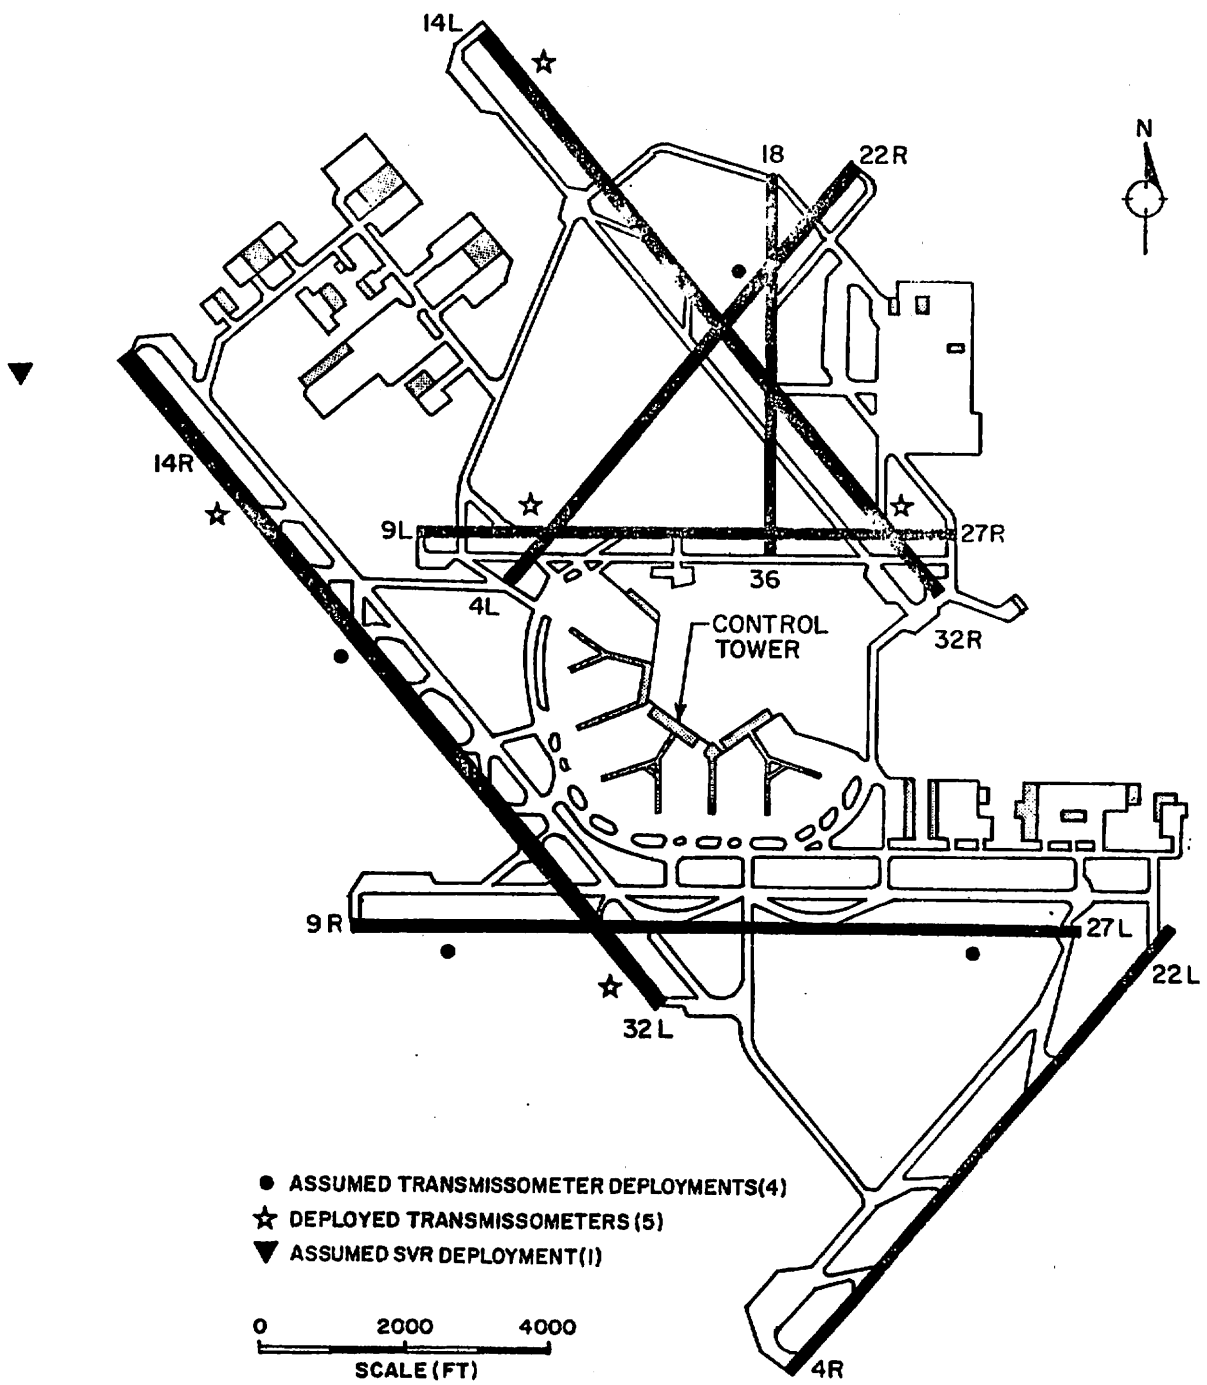 14L
N
18
22R
14R
9L
27R
36
4L
32R
CONTROL
TOWER
9R
27L
22L
32L
● ASSUMED TRANSMISSOMETER DEPLOYMENTS(4)
☆ DEPLOYED TRANSMISSOMETERS(5)
▼ ASSUMED SVR DEPLOYMENT(1)
0 2000 4000
SCALE(FT)
4R